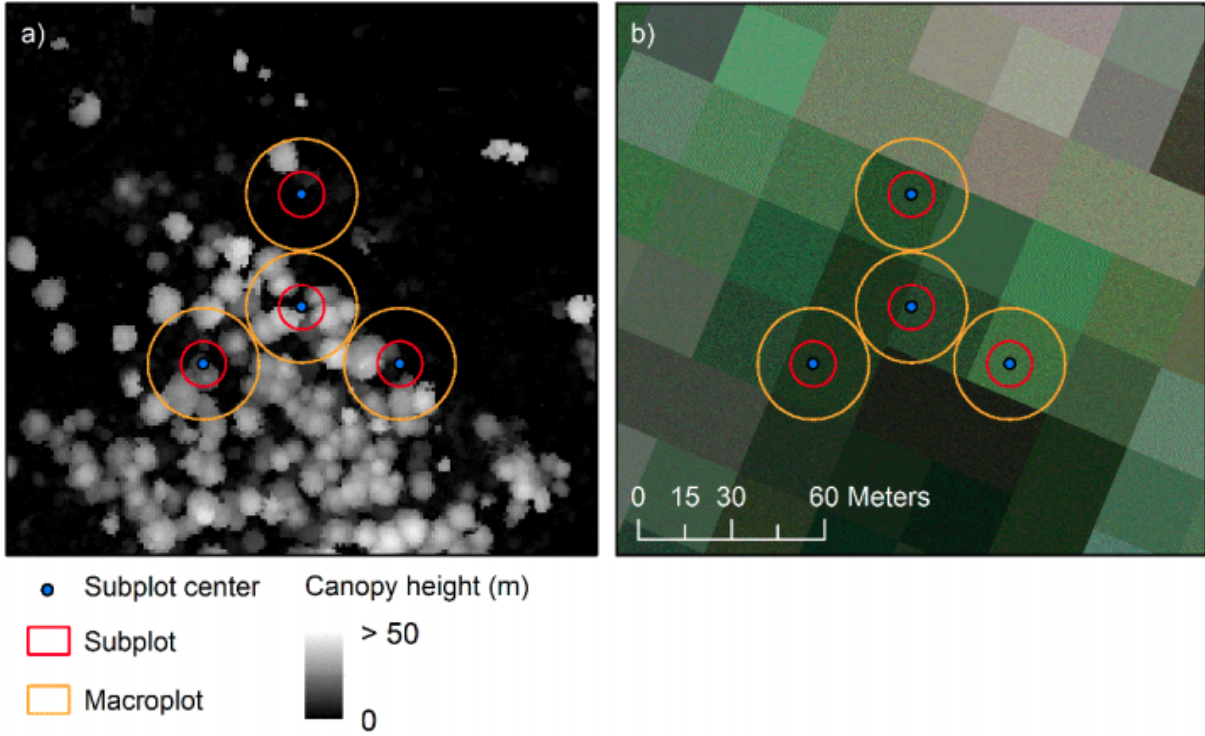 a)
b)
0 15 30 60 Meters
Subplot center
Subplot
Macroplot
Canopy height (m)
> 50
0